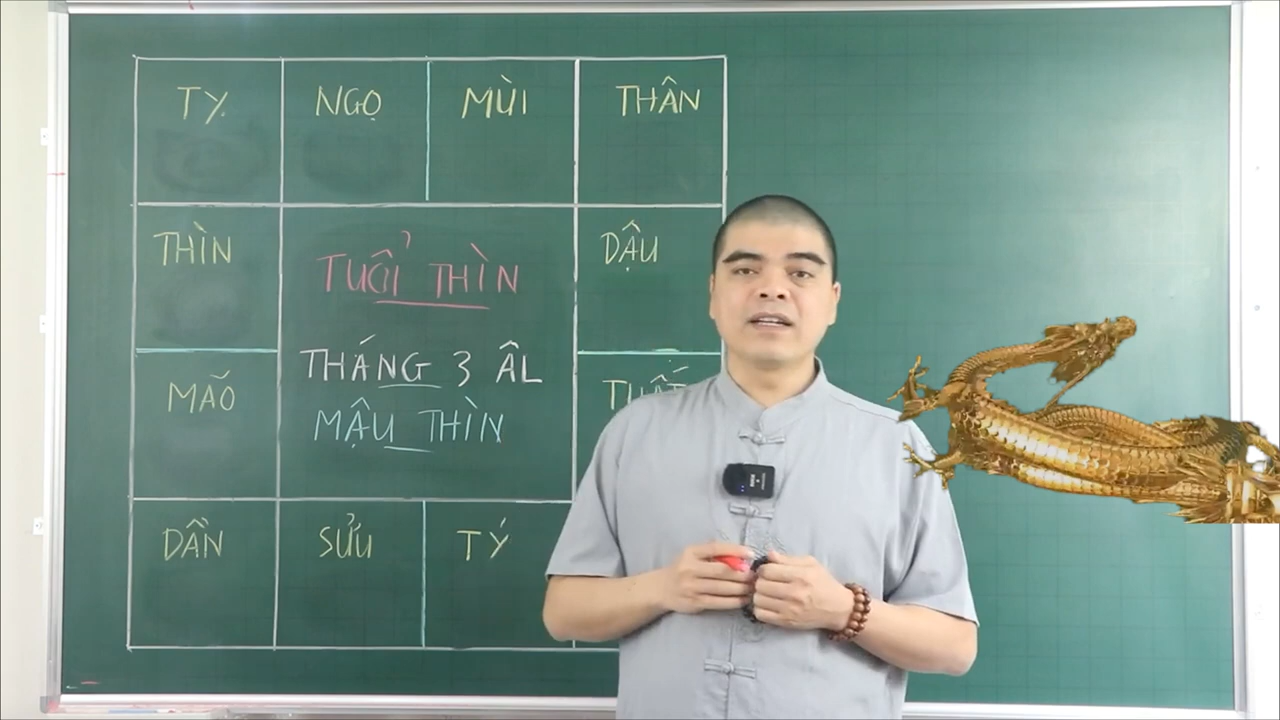 TỴ
NGỌ
MÙI
THÂN
THÌN
TUỔI THÌN
DẬU
THÁNG 3 ÂL
MÃO
MẬU THÌN
DẦN
SỬU
TÝ